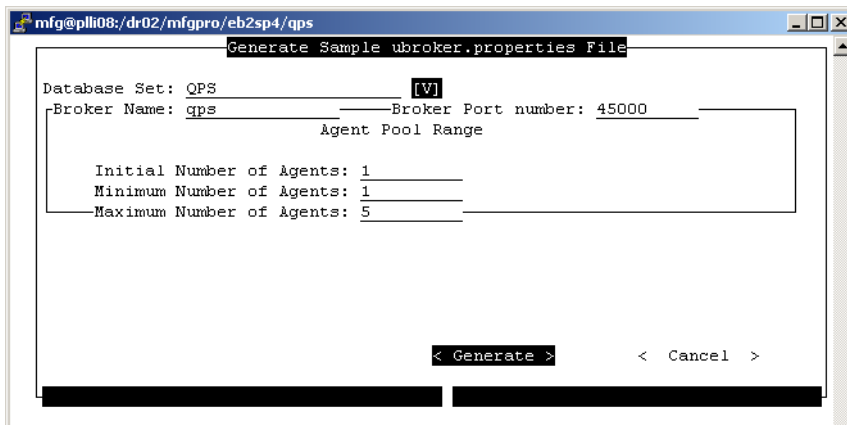 mfg@plli08:/dr02/mfgpro/eb2sp4/qps
Generate Sample ubroker.properties File
Database Set: QPS [V]
Broker Name: qps Broker Port number: 45000
Agent Pool Range
Initial Number of Agents: 1
Minimum Number of Agents: 1
Maximum Number of Agents: 5
< Generate > < Cancel >